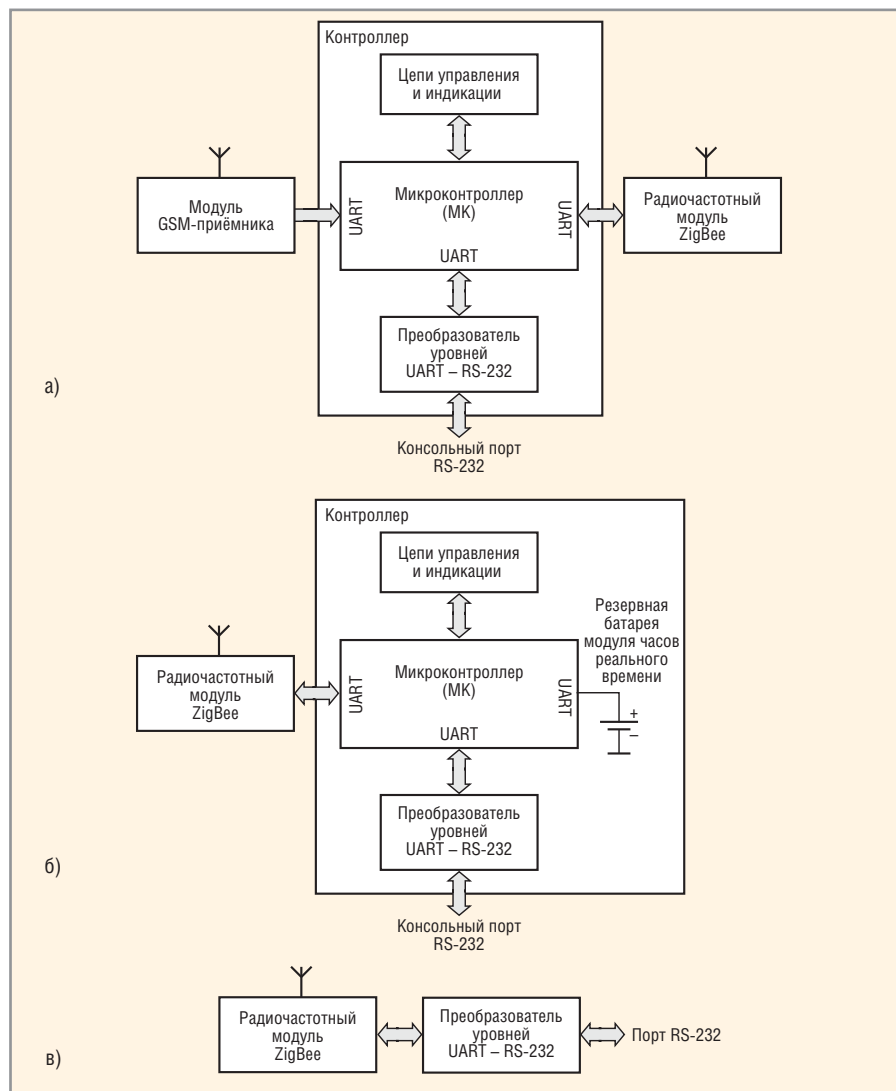 Контроллер
Цепи управления
и индикации
Модуль
GSM-приёмника
UART
Микроконтроллер
(МК)
UART
UART
Радиочастотный
модуль
ZigBee
Преобразователь
уровней
UART – RS-232
а)
Консольный порт
RS-232
Контроллер
Цепи управления
и индикации
Резервная
батарея
модуля часов
реального
времени
Радиочастотный
модуль
ZigBee
UART
Микроконтроллер
(МК)
UART
UART
+
–
Преобразователь
уровней
UART – RS-232
б)
Консольный порт
RS-232
Радиочастотный
модуль
ZigBee
Преобразователь
уровней
UART – RS-232
Порт RS-232
в)